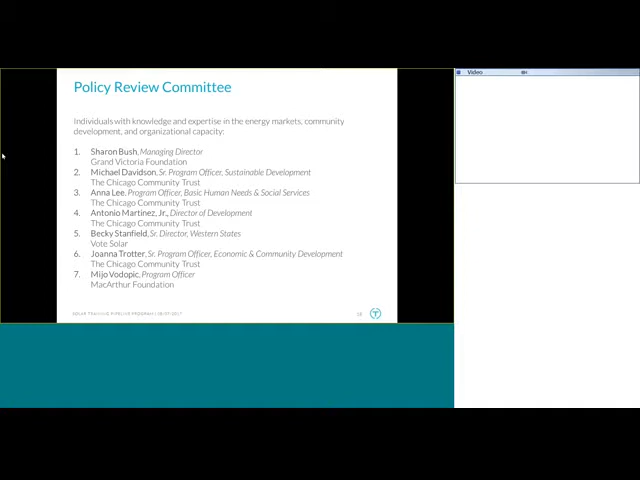 Video
Policy Review Committee
Individuals with knowledge and expertise in the energy markets, community
development, and organizational capacity:
1. Sharon Bush, Managing Director
Grand Victoria Foundation
2. Michael Davidson, Sr. Program Officer, Sustainable Development
The Chicago Community Trust
3. Anna Lee, Program Officer, Basic Human Needs & Social Services
The Chicago Community Trust
4. Antonio Martinez, Jr., Director of Development
The Chicago Community Trust
5. Becky Stanfield, Sr. Director, Western States
Vote Solar
6. Joanna Trotter, Sr. Program Officer, Economic & Community Development
The Chicago Community Trust
7. Mijo Vodopic, Program Officer
MacArthur Foundation
SOLAR TRAINING PIPELINE PROGRAM |
T